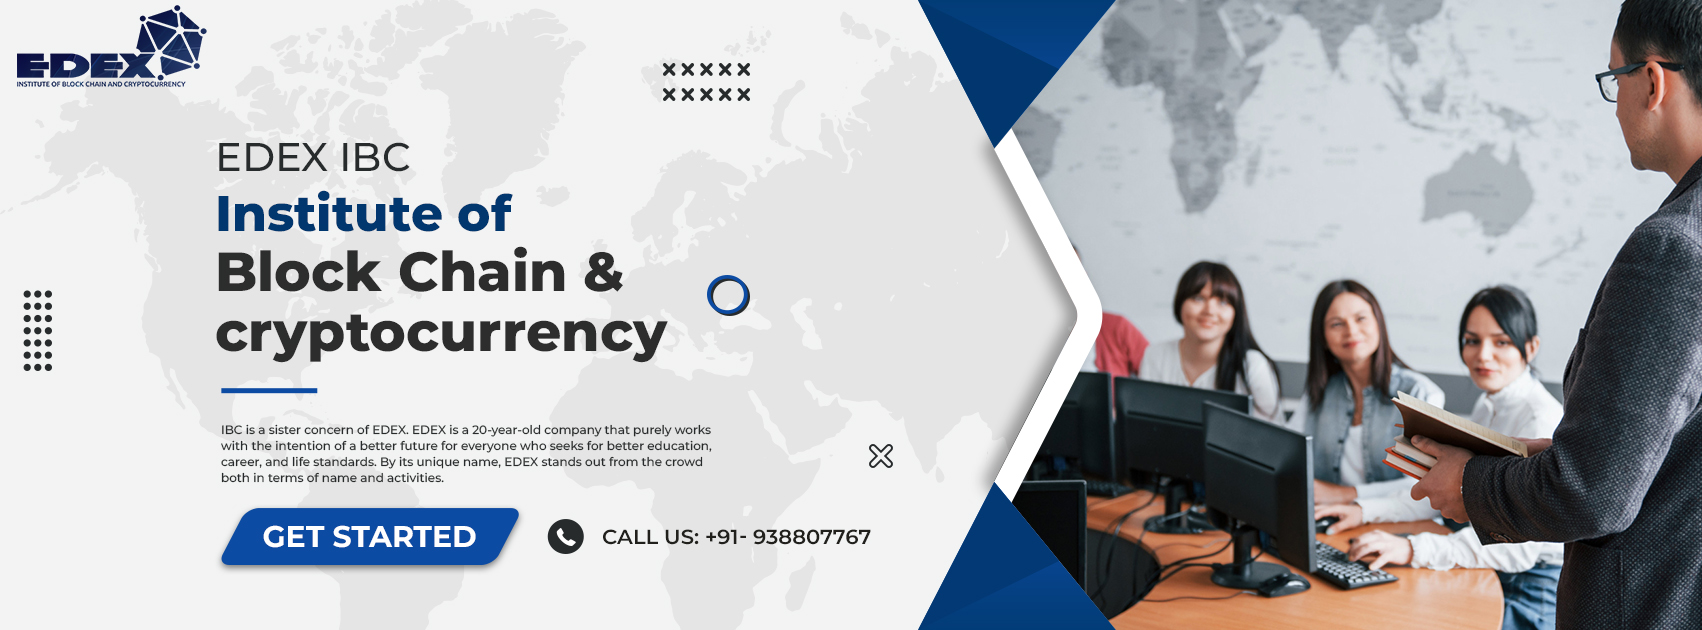 EDEX
INSTITUTE OF BLOCK CHAIN AND CRYPTOCURRENCY
EDEX IBC
Institute of
Block Chain &
cryptocurrency
IBC is a sister concern of EDEX. EDEX is a 20-year-old company that purely works
with the intention of a better future for everyone who seeks for better education,
career, and life standards. By its unique name, EDEX stands out from the crowd
both in terms of name and activities.
GET STARTED
CALL US: +91- 938807767